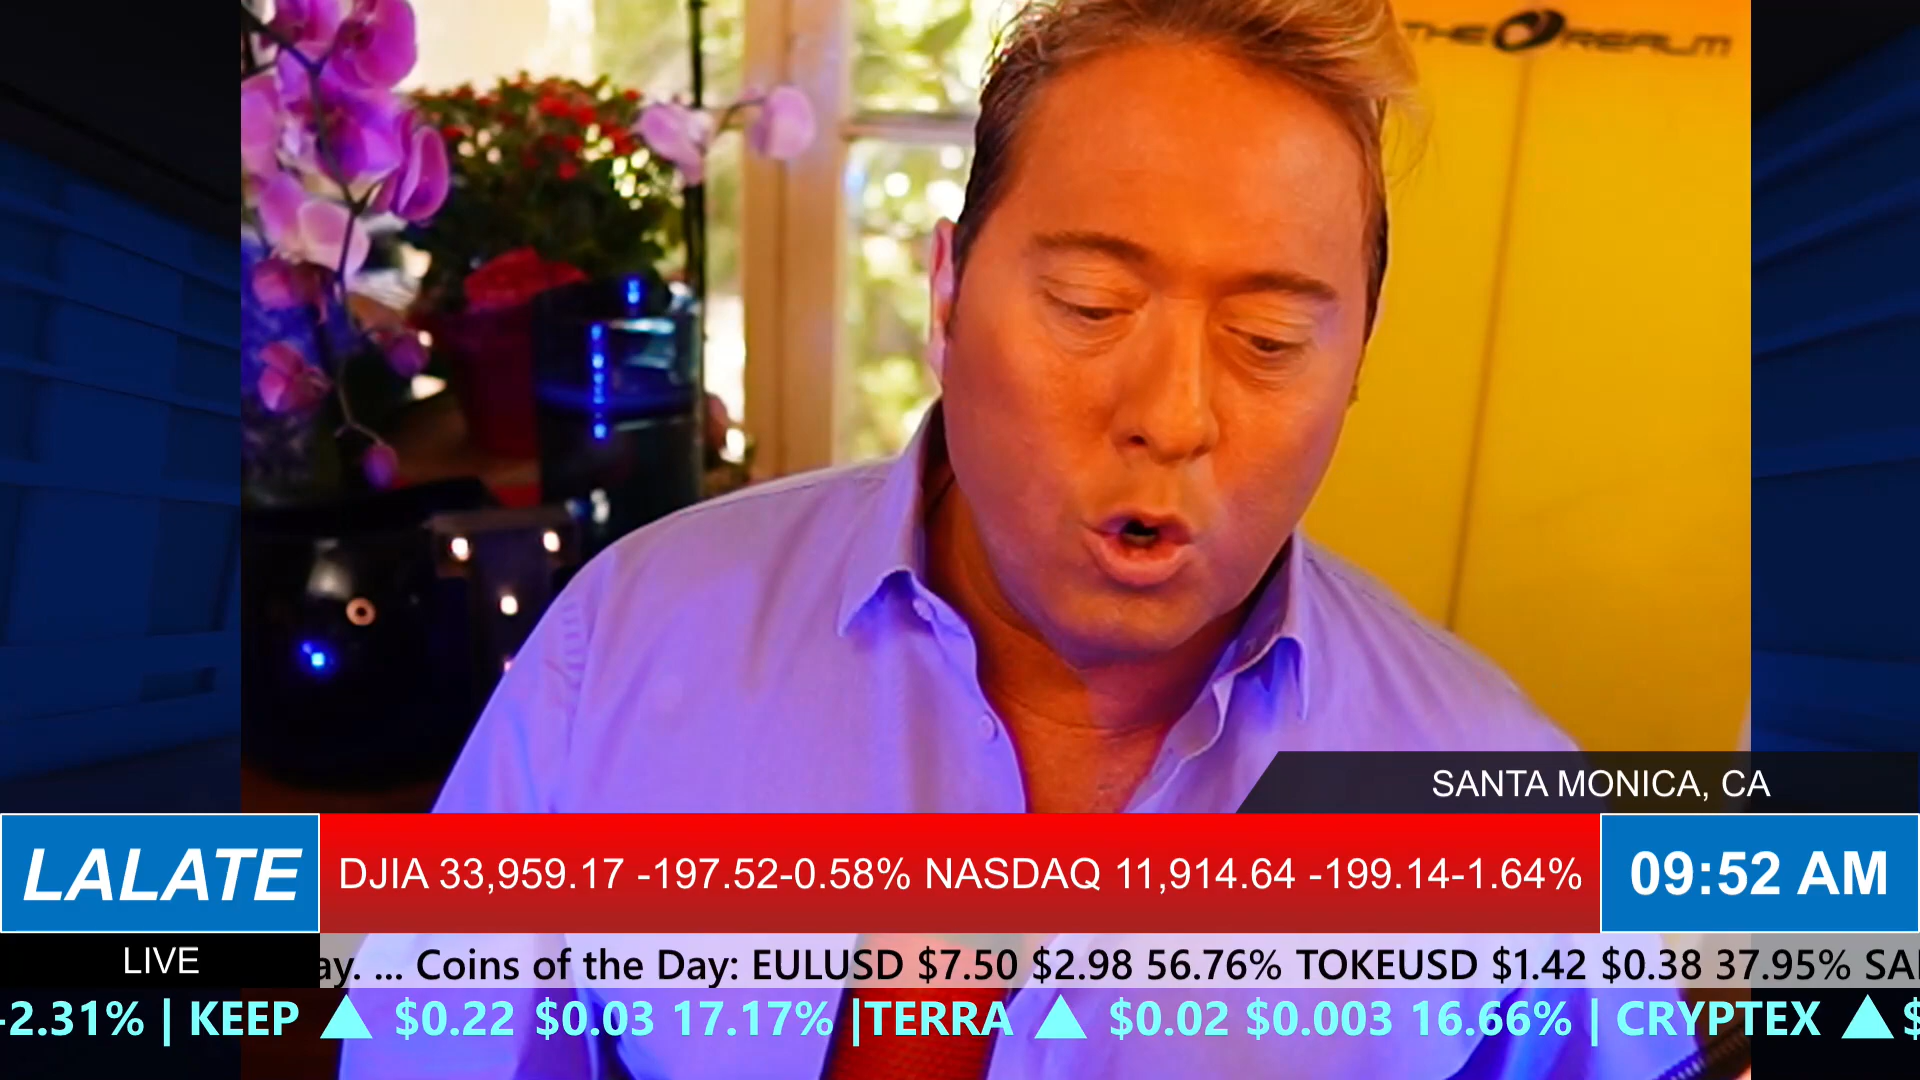 THE REALM
SANTA MONICA, CA
LALATE
DJIA 33,959.17 -197.52-0.58% NASDAQ 11,914.64 -199.14-1.64%
09:52 AM
LIVE
ay. ... Coins of the Day: EULUSD $7.50 $2.98 56.76% TOKEUSD $1.42 $0.38 37.95% SA
-2.31% | KEEP ▲ $0.22 $0.03 17.17% |TERRA ▲ $0.02 $0.003 16.66% | CRYPTEX ▲ $